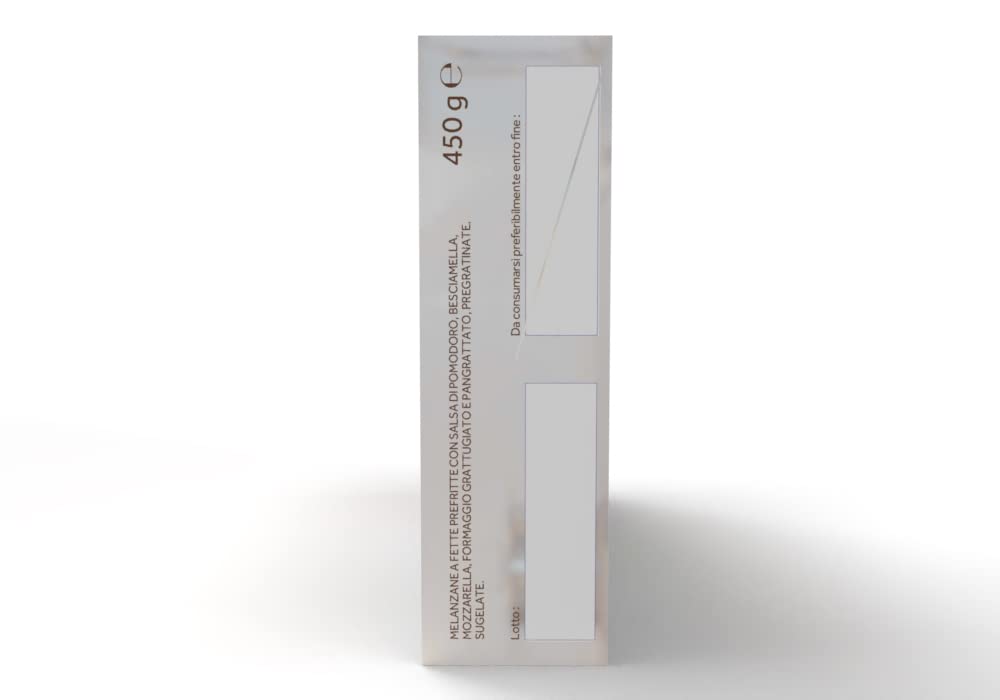 450 g ℮
MELANZANE A FETTE PREFRITTE CON SALSA DI POMODORO, BESCIAMELLA,
MOZZARELLA, FORMAGGIO GRATTUGIATO E PANGRATTATO, PREGRATINATE,
SUGELATE.
Da consumarsi preferibilmente entro fine :
Lotto :